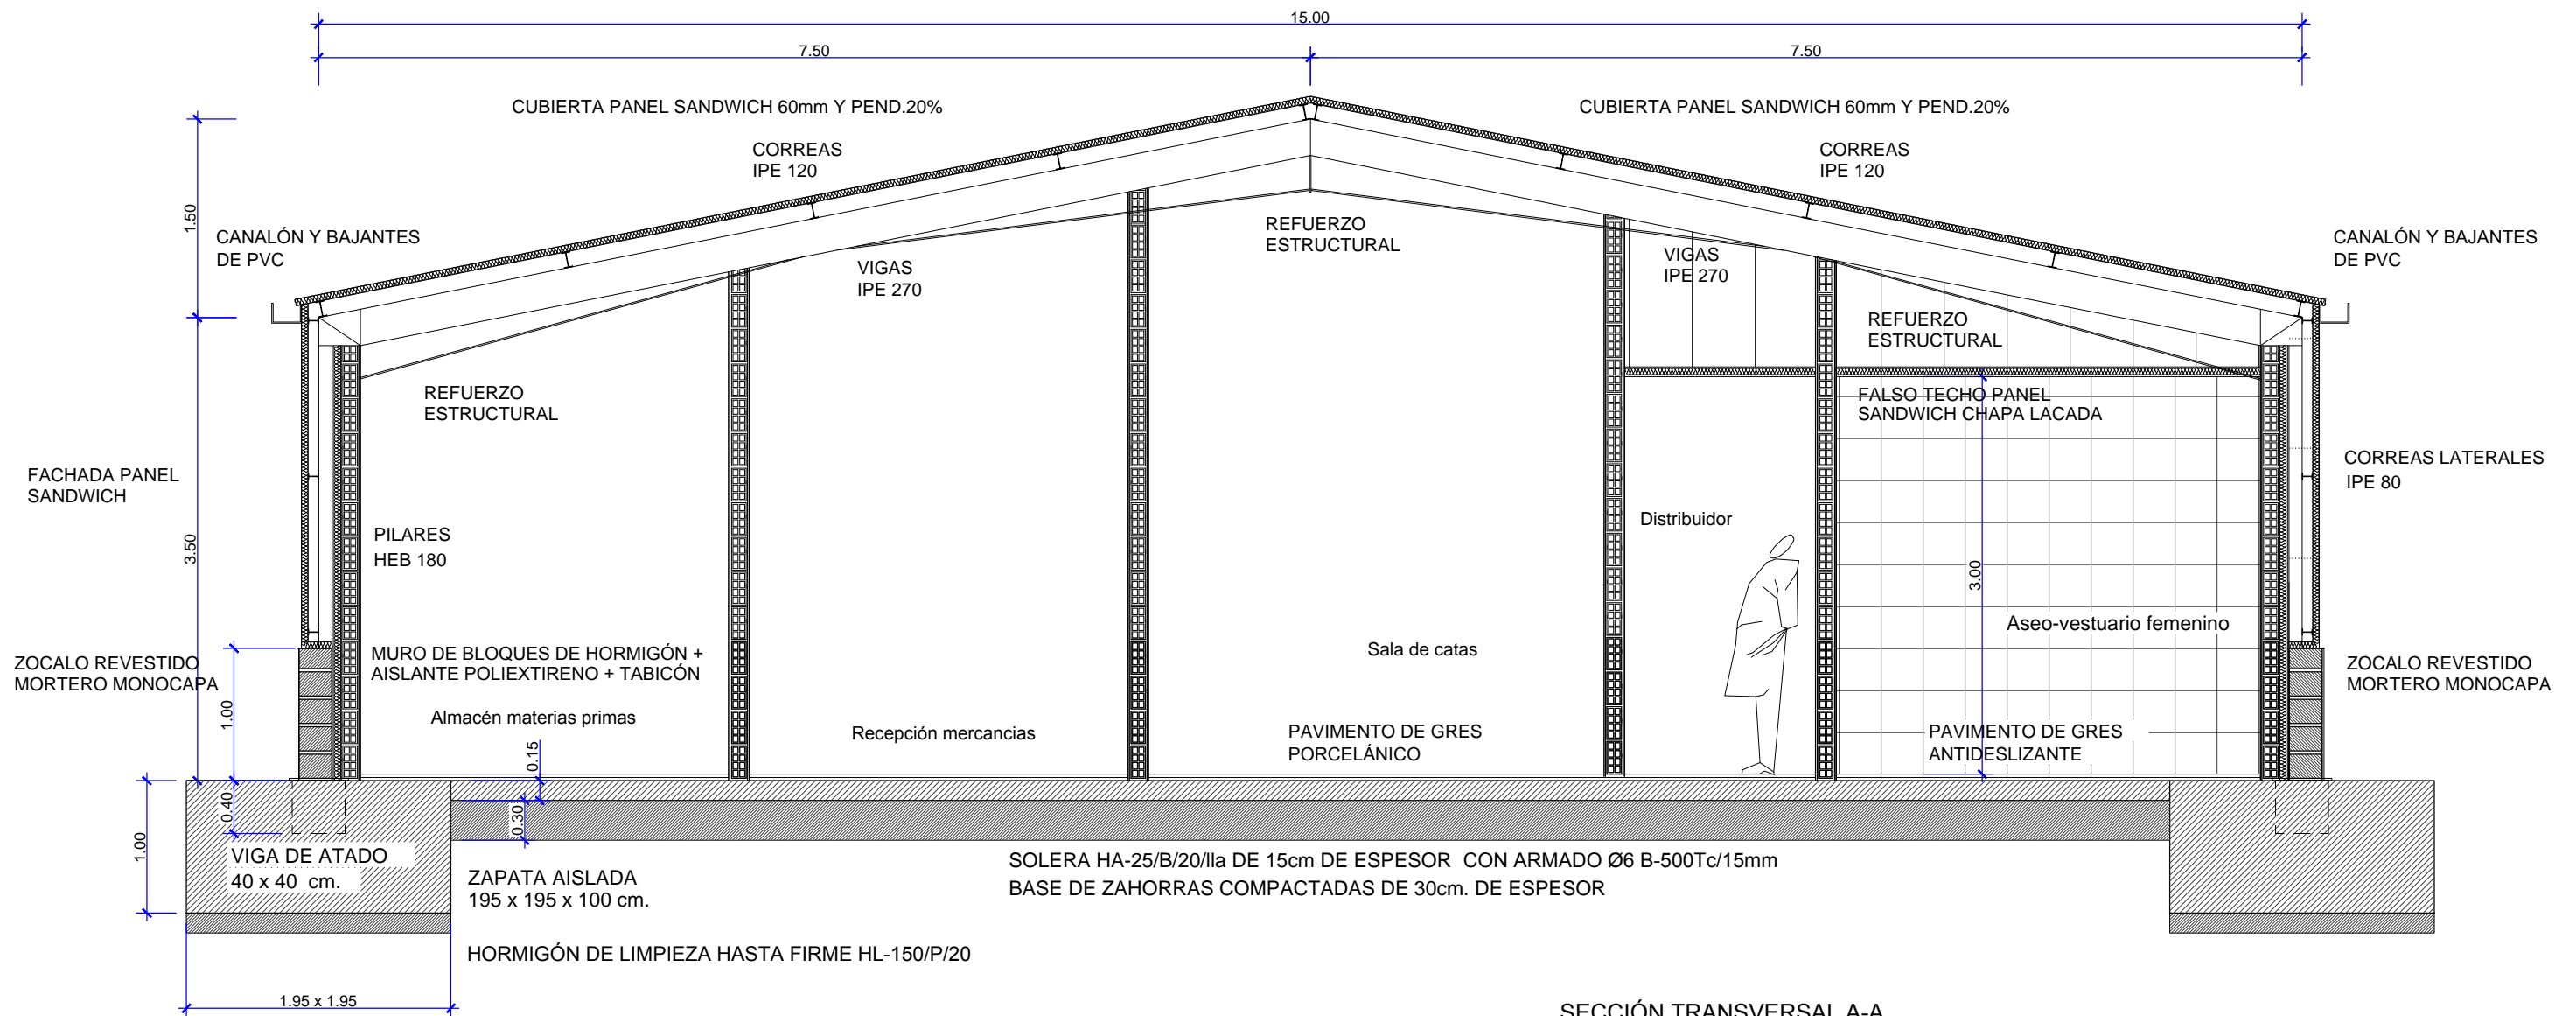 15.00
7.50
7.50
CUBIERTA PANEL SANDWICH 60mm Y PEND.20%
CUBIERTA PANEL SANDWICH 60mm Y PEND.20%
CORREAS
IPE 120
CORREAS
IPE 120
1.50
CANALÓN Y BAJANTES
DE PVC
REFUERZO
ESTRUCTURAL
CANALÓN Y BAJANTES
DE PVC
VIGAS
IPE 270
VIGAS
IPE 270
REFUERZO
ESTRUCTURAL
REFUERZO
ESTRUCTURAL
FALSO TECHO PANEL
SANDWICH CHAPA LACADA
FACHADA PANEL
SANDWICH
CORREAS LATERALES
IPE 80
3.50
PILARES
HEB 180
Distribuidor
3.00
Aseo-vestuario femenino
ZOCALO REVESTIDO
MORTERO MONOCAPA
MURO DE BLOQUES DE HORMIGÓN +
AISLANTE POLIEXTIRENO + TABICÓN
Sala de catas
ZOCALO REVESTIDO
MORTERO MONOCAPA
1.00
Almacén materias primas
Recepción mercancias
PAVIMENTO DE GRES
PORCELÁNICO
PAVIMENTO DE GRES
ANTIDESLIZANTE
0.15
0.40
0.30
1.00
VIGA DE ATADO
40 x 40 cm.
ZAPATA AISLADA
195 x 195 x 100 cm.
SOLERA HA-25/B/20/IIa DE 15cm DE ESPESOR CON ARMADO Ø6 B-500Tc/15mm
BASE DE ZAHORRAS COMPACTADAS DE 30cm. DE ESPESOR
HORMIGÓN DE LIMPIEZA HASTA FIRME HL-150/P/20
1.95 x 1.95
SECCIÓN TRANSVERSAL A-A